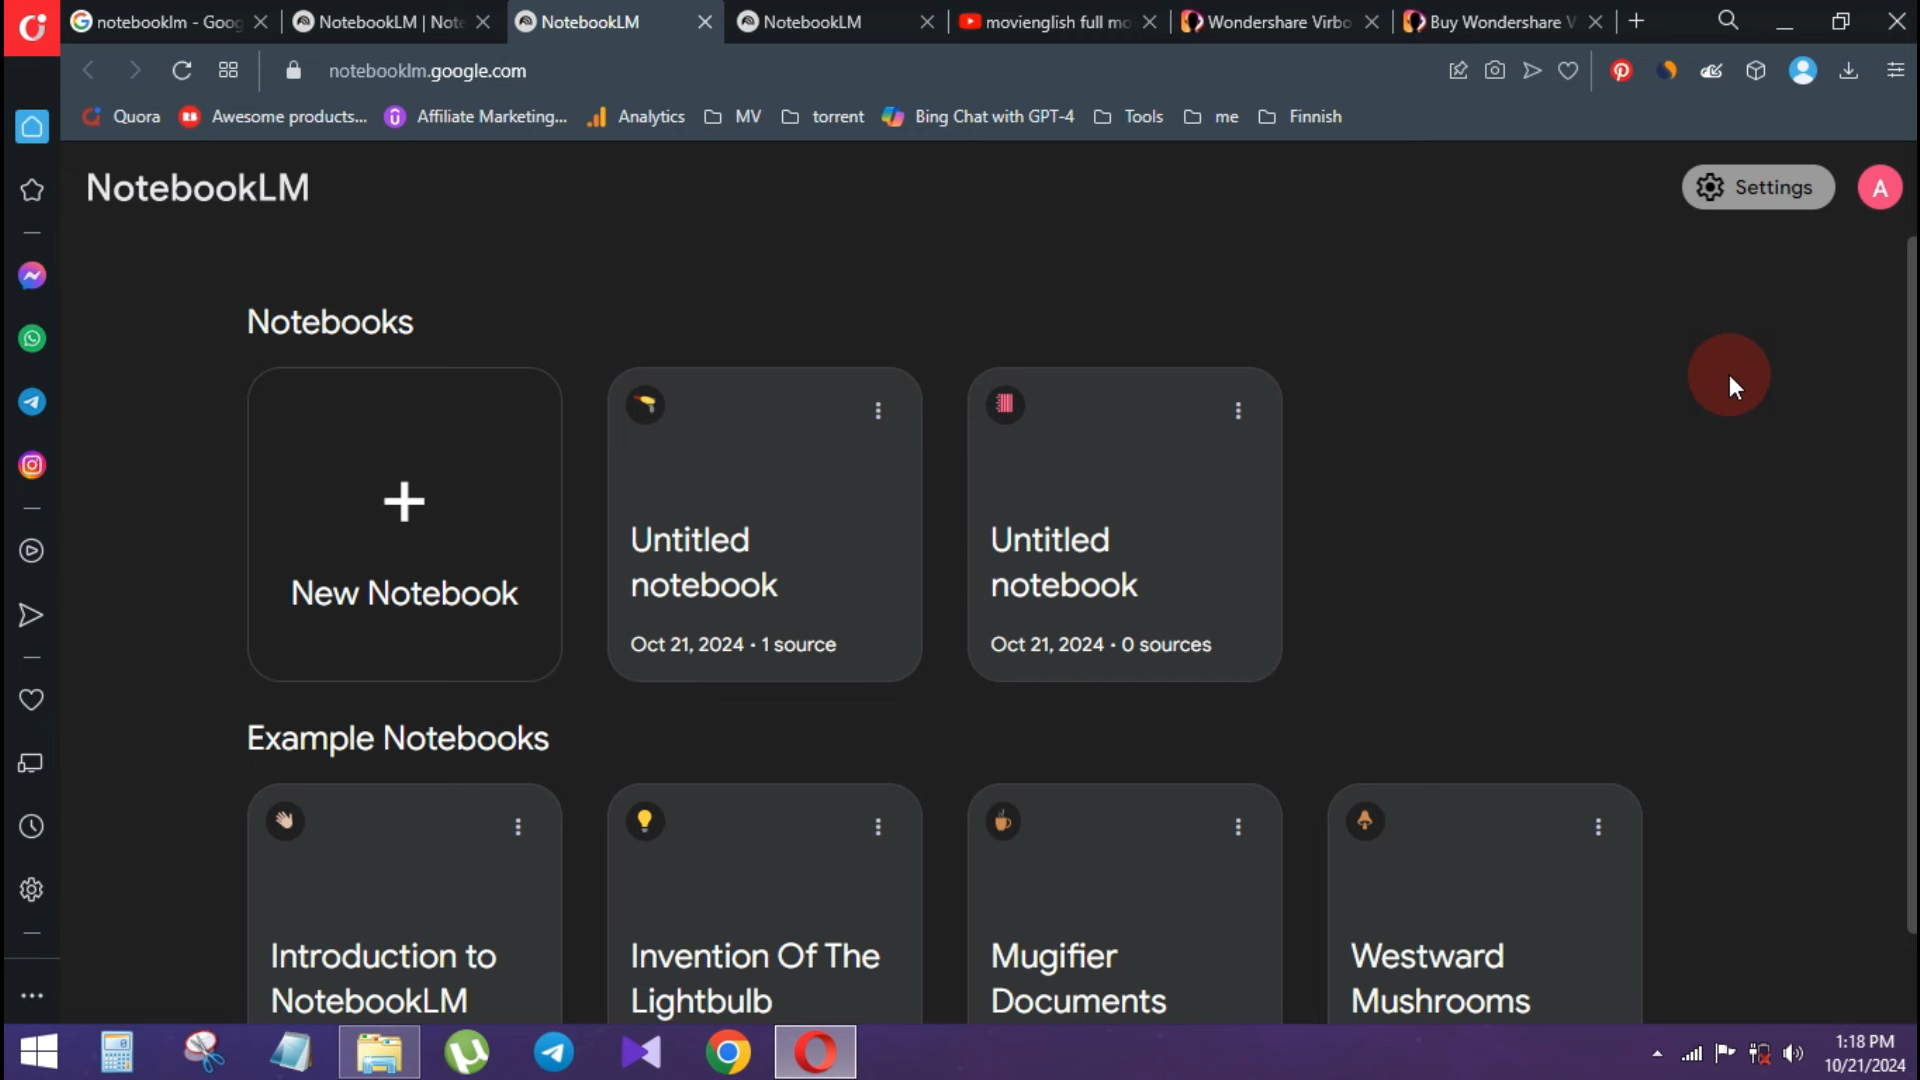 notebooklm - Goog
NotebookLM | Note
NotebookLM
NotebookLM
movienglish full mo
Wondershare Virbo
Buy Wondershare V
notebooklm.google.com
Quora
Awesome products...
Affiliate Marketing...
Analytics
MV
torrent
Bing Chat with GPT-4
Tools
me
Finnish
NotebookLM
Settings
A
Notebooks
New Notebook
Untitled
notebook
Oct 21, 2024 • 1 source
Untitled
notebook
Oct 21, 2024 • 0 sources
Example Notebooks
Introduction to
NotebookLM
Invention Of The
Lightbulb
Mugifier
Documents
Westward
Mushrooms
1:18 PM
10/21/2024